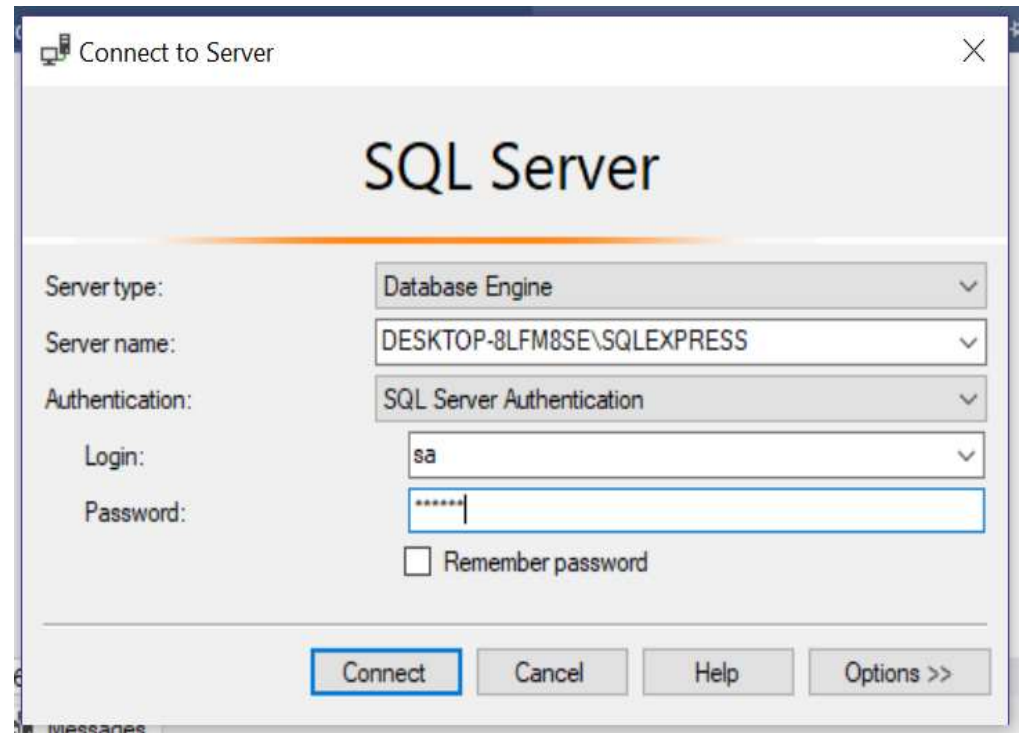 Connect to Server
SQL Server
Server type: Database Engine
Server name: DESKTOP-8LFM8SE\SQLEXPRESS
Authentication: SQL Server Authentication
Login: sa
Password: ******
Remember password
Connect Cancel Help Options >>
Messages